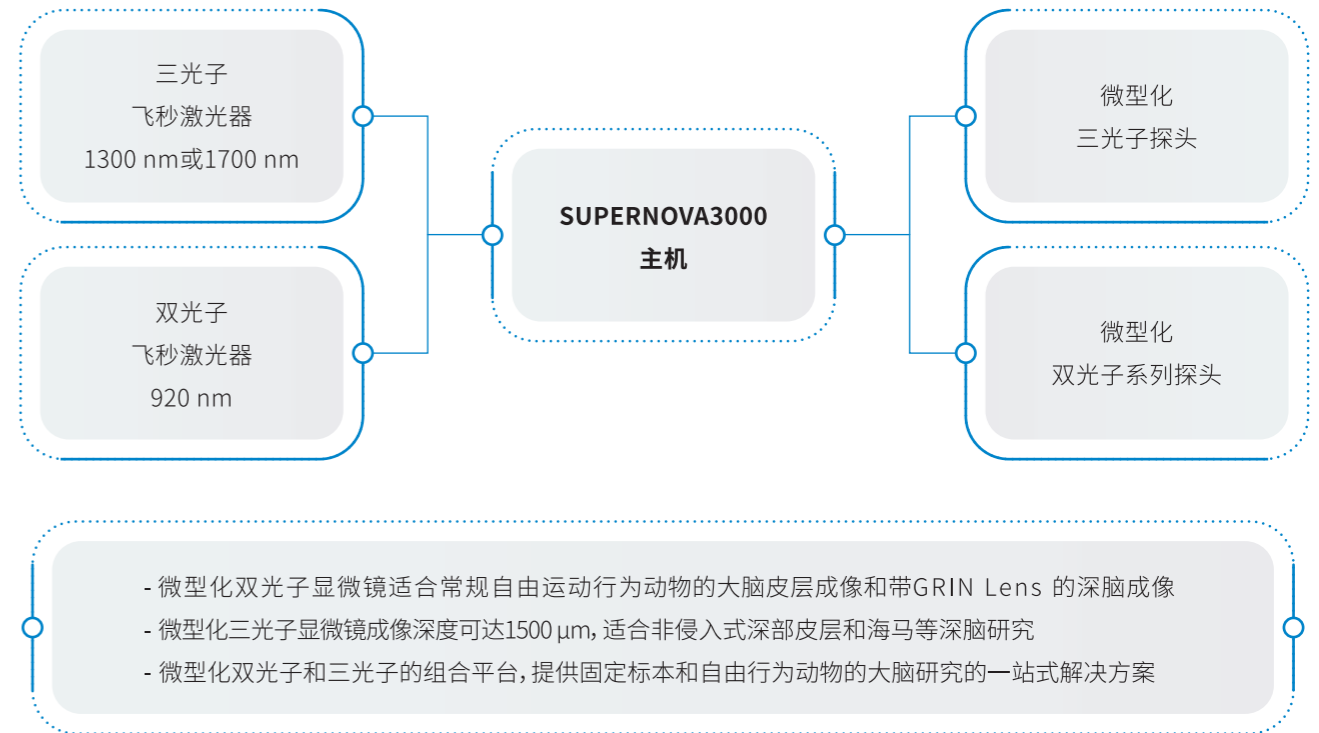 三光子
飞秒激光器
1300 nm或1700 nm
双光子
飞秒激光器
920 nm
SUPERNOVA3000
主机
微型化
三光子探头
微型化
双光子系列探头
- 微型化双光子显微镜适合常规自由运动行为动物的大脑皮层成像和带GRIN Lens 的深脑成像
- 微型化三光子显微镜成像深度可达1500 μm, 适合非侵入式深部皮层和海马等深脑研究
- 微型化双光子和三光子的组合平台, 提供固定标本和自由行为动物的大脑研究的一站式解决方案